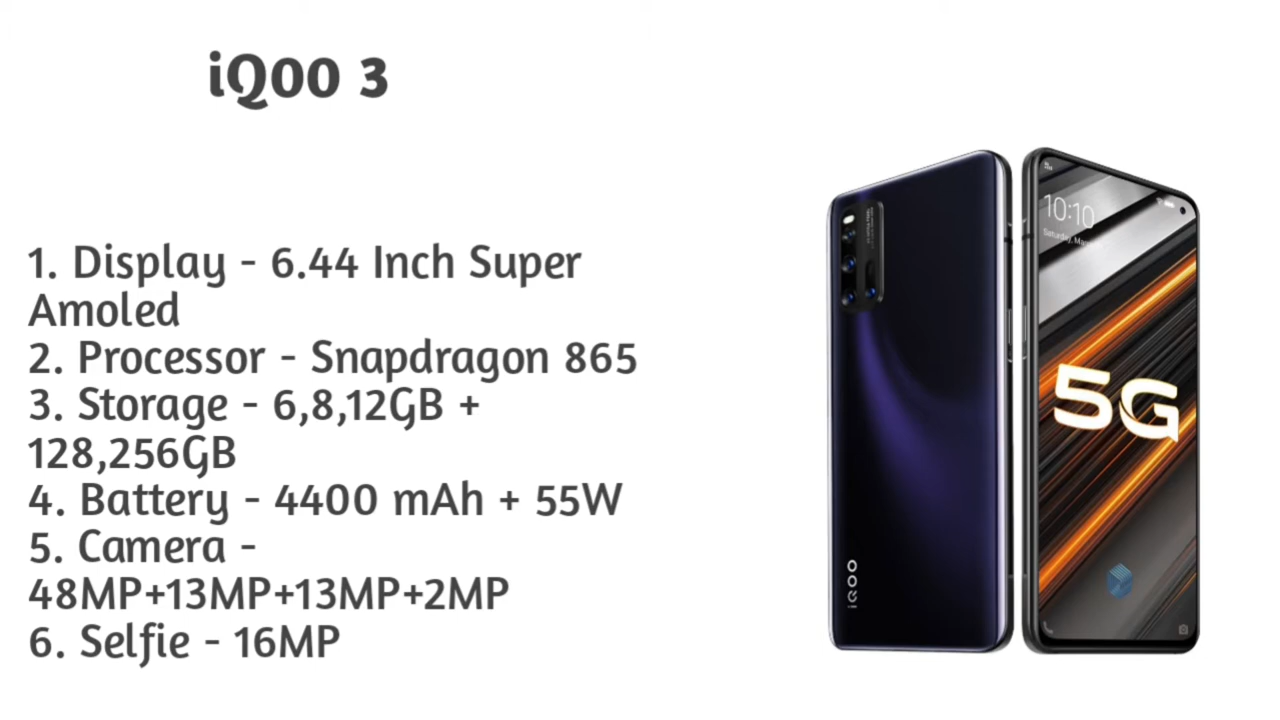 iQOO 3
1. Display - 6.44 Inch Super
Amoled
2. Processor - Snapdragon 865
3. Storage - 6,8,12GB +
128,256GB
4. Battery - 4400 mAh + 55W
5. Camera -
48MP+13MP+13MP+2MP
6. Selfie - 16MP
iQOO
10:10
5G